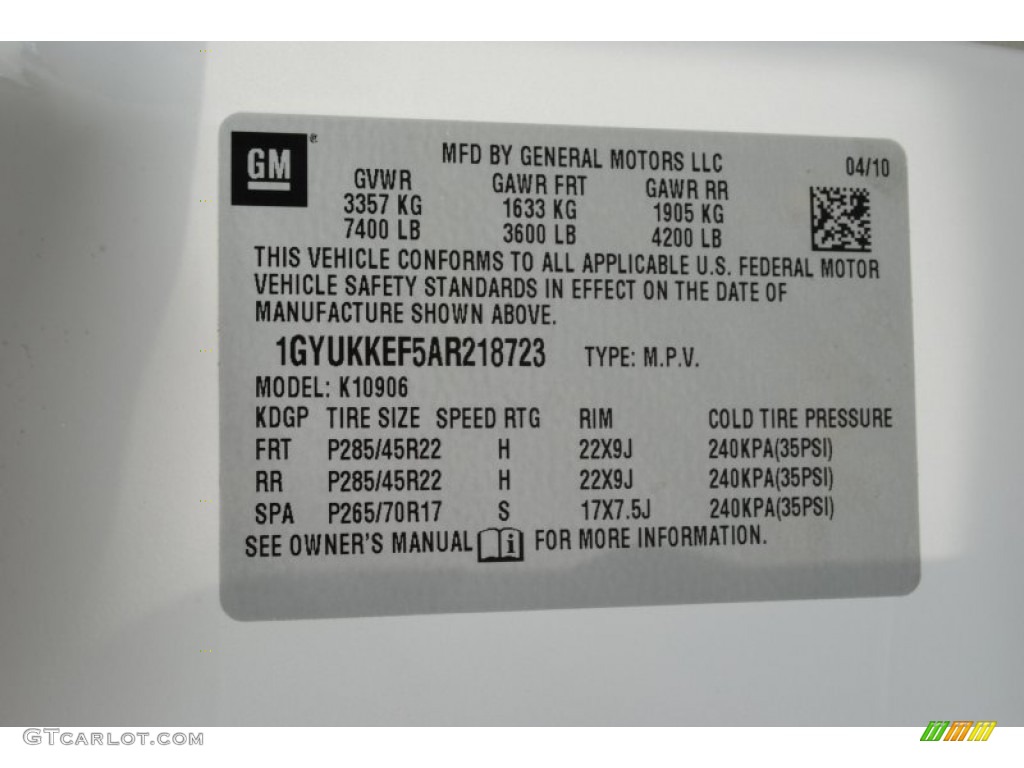 GM®
MFD BY GENERAL MOTORS LLC 04/10
GVWR GAWR FRT GAWR RR
3357 KG 1633 KG 1905 KG
7400 LB 3600 LB 4200 LB
THIS VEHICLE CONFORMS TO ALL APPLICABLE U.S. FEDERAL MOTOR
VEHICLE SAFETY STANDARDS IN EFFECT ON THE DATE OF
MANUFACTURE SHOWN ABOVE.
1GYUKKEF5AR218723 TYPE: M.P.V.
MODEL: K10906
KDGP TIRE SIZE SPEED RTG RIM COLD TIRE PRESSURE
FRT P285/45R22 H 22X9J 240KPA(35PSI)
RR P285/45R22 H 22X9J 240KPA(35PSI)
SPA P265/70R17 S 17X7.5J 240KPA(35PSI)
SEE OWNER'S MANUAL i FOR MORE INFORMATION.
GTCARLOT.COM